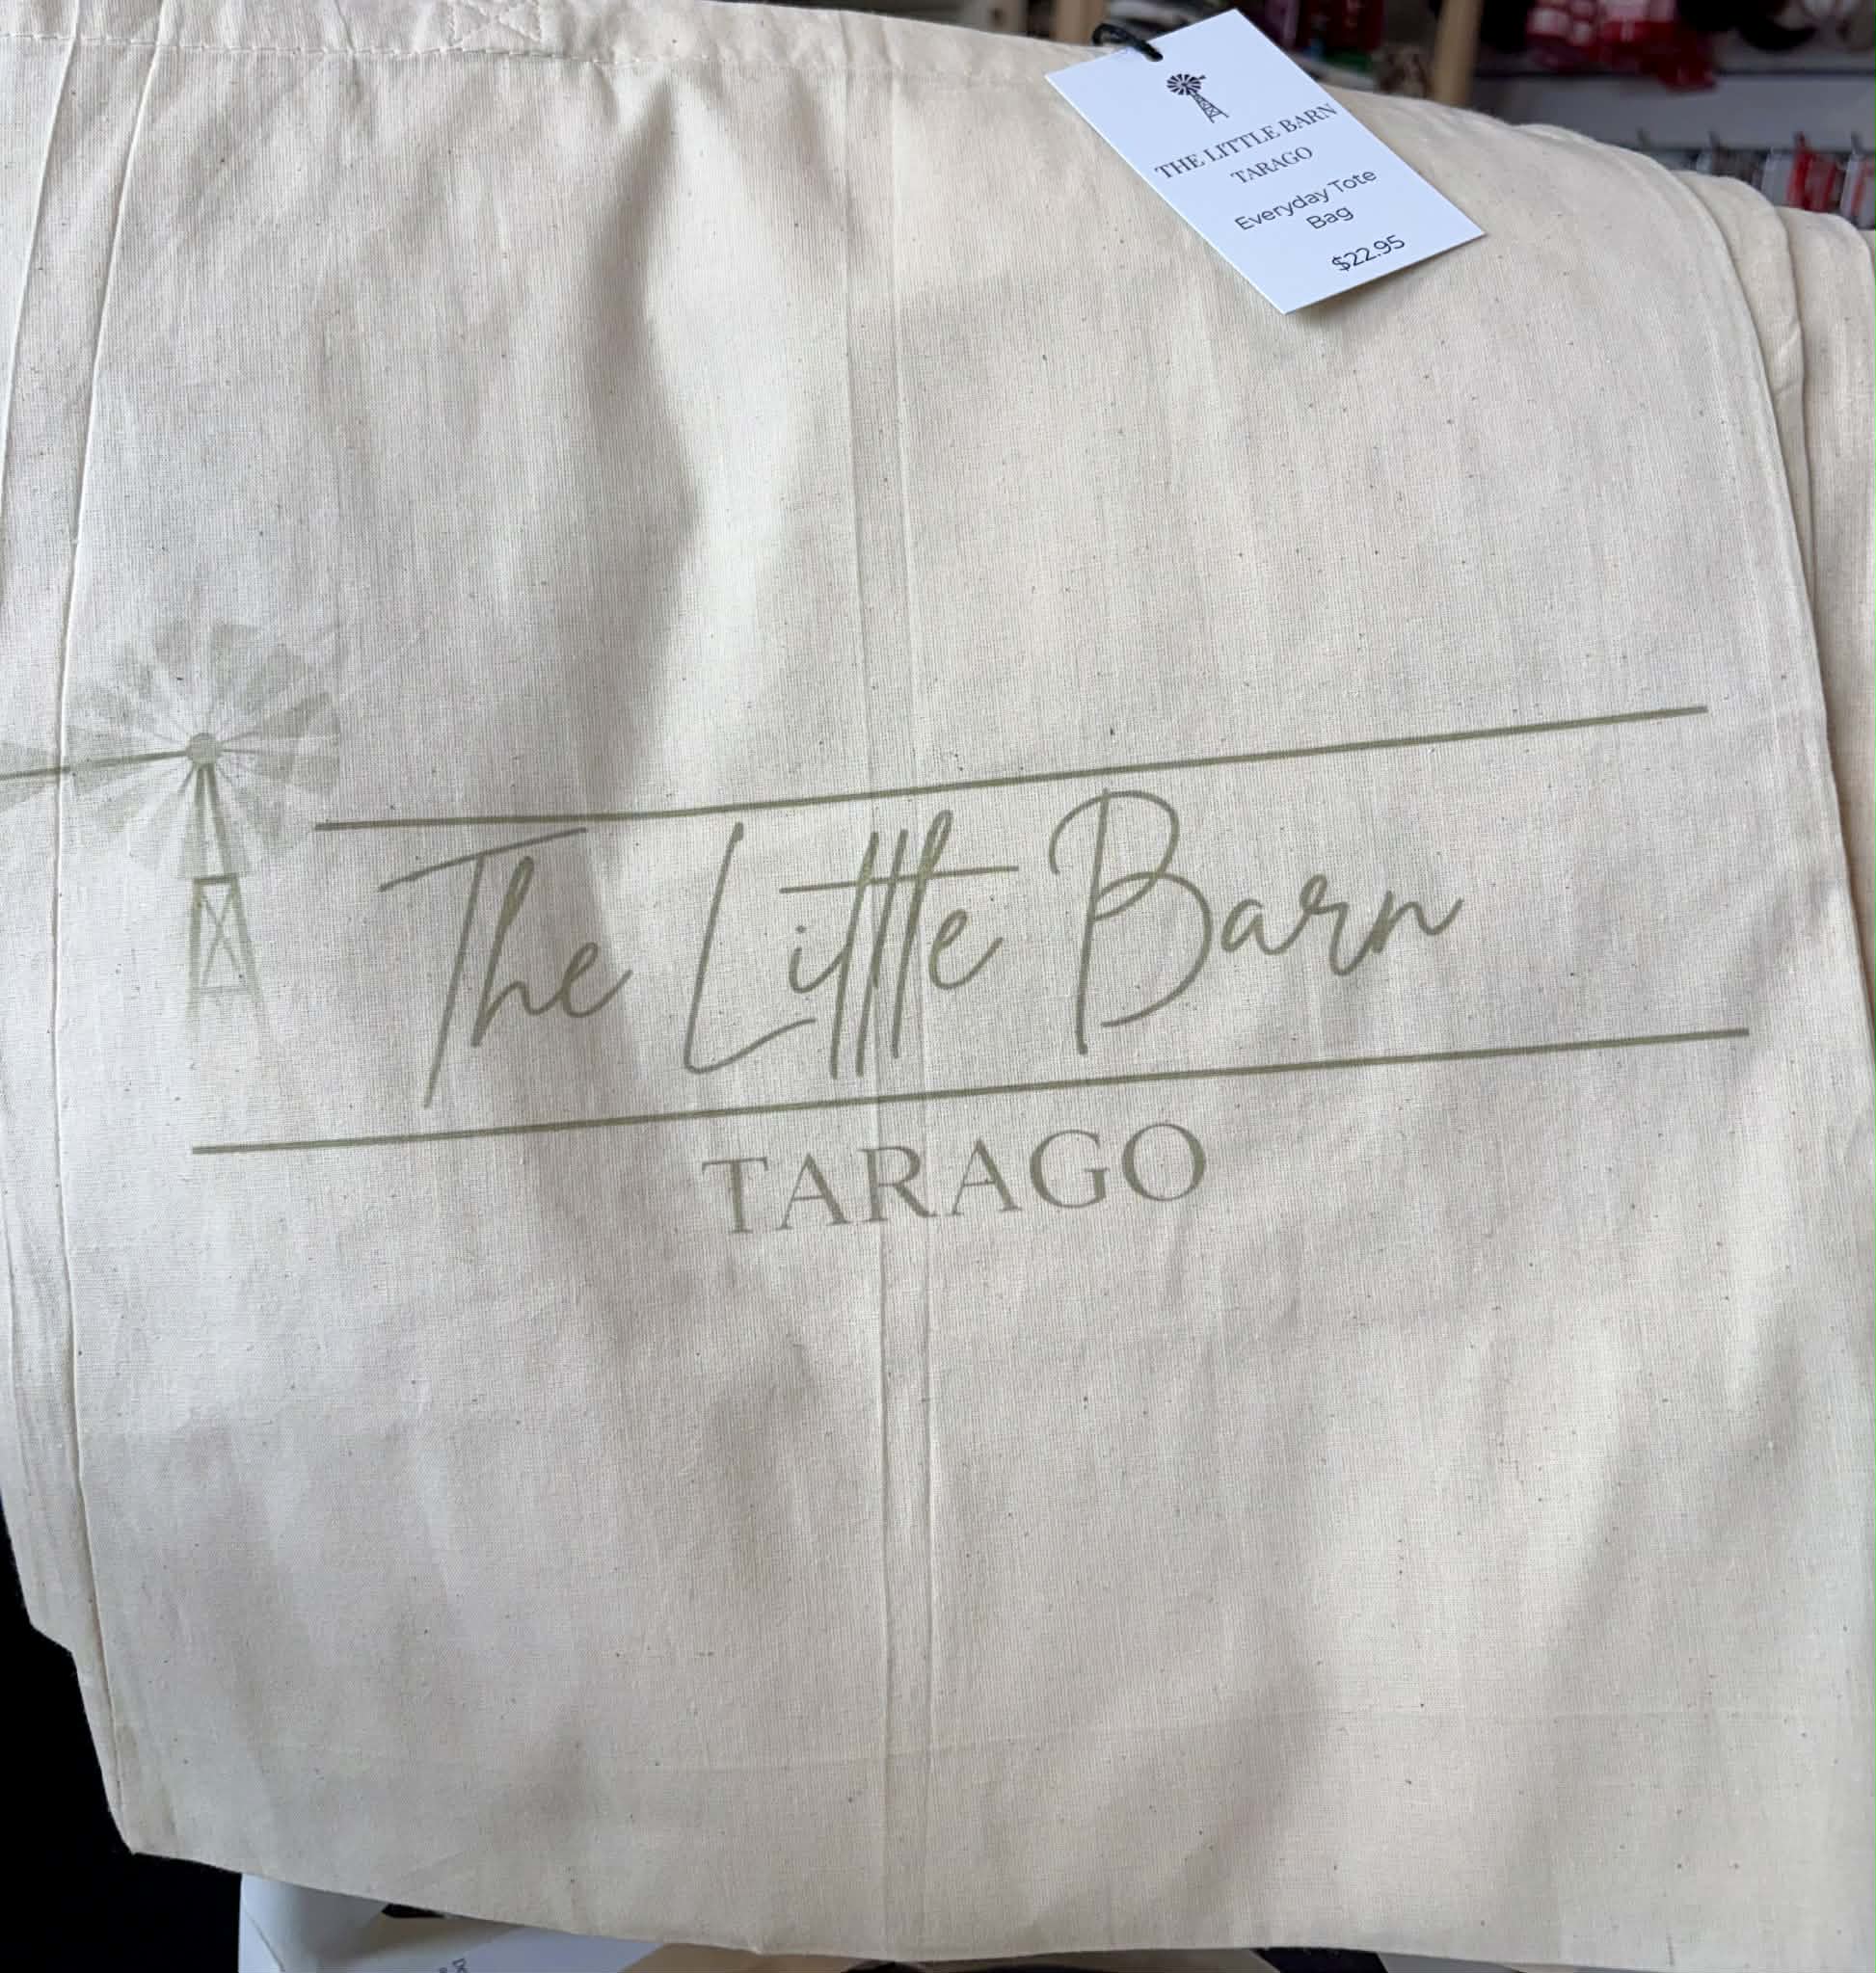 THE LITTLE BARN
TARAGO
Everyday Tote
Bag
$22.95
The Little Barn
TARAGO